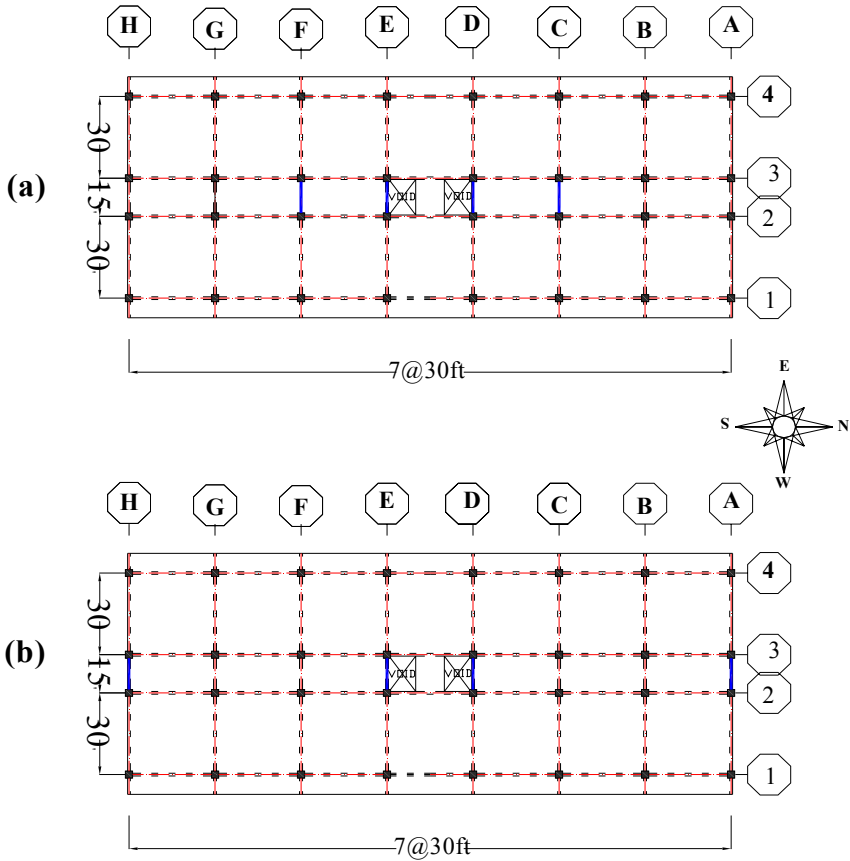 H G F E D C B A
4
30
(a)
3
15'
VOID VOID
2
30
1
7@30ft
E
S N
W
H G F E D C B A
4
30
(b)
3
15'
VOID VOID
2
30
1
7@30ft